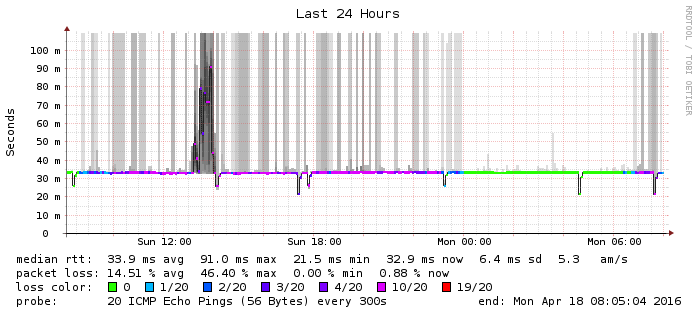 Last 24 Hours
RRDTOOL / TOBI OETIKER
Seconds
100 m
90 m
80 m
70 m
60 m
50 m
40 m
30 m
20 m
10 m
0
Sun 12:00 Sun 18:00 Mon 00:00 Mon 06:00
median rtt: 33.9 ms avg 91.0 ms max 21.5 ms min 32.9 ms now 6.4 ms sd 5.3 am/s
packet loss: 14.51 % avg 46.40 % max 0.00 % min 0.88 % now
loss color: 0 1/20 2/20 3/20 4/20 10/20 19/20
probe: 20 ICMP Echo Pings (56 Bytes) every 300s end: Mon Apr 18 08:05:04 2016